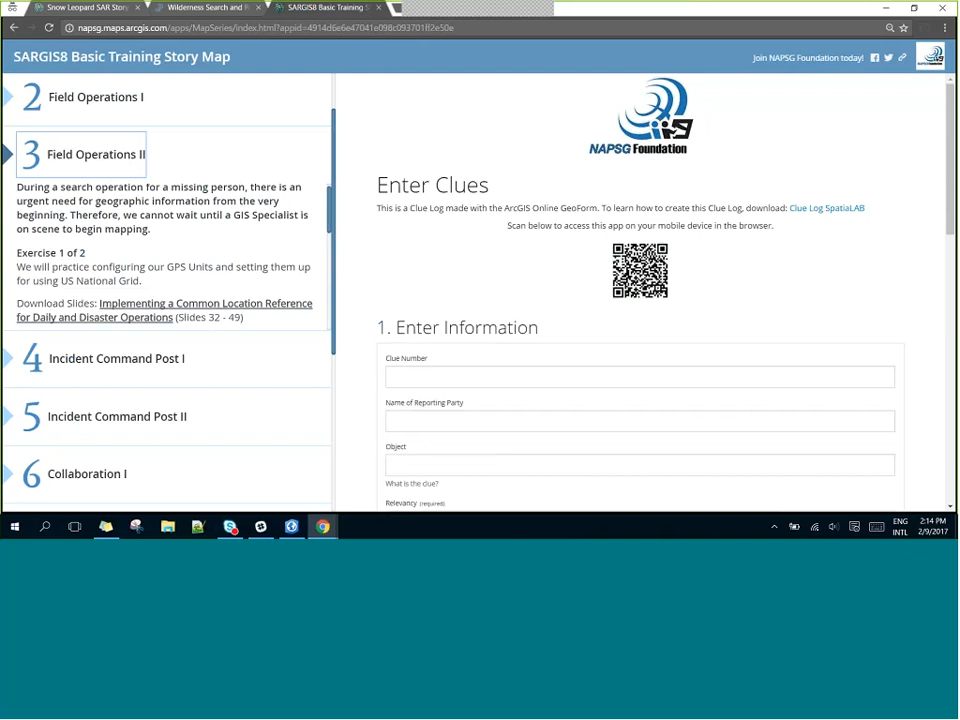 Snow Leopard SAR Story
Wilderness Search and
SARGIS8 Basic Training S
napsg.maps.arcgis.com/apps/MapSeries/index.html?appid=4914d6e6e47041e098c093701ff2e50e
SARGIS8 Basic Training Story Map
Join NAPSG Foundation today!
2 Field Operations I
3 Field Operations II
During a search operation for a missing person, there is an
urgent need for geographic information from the very
beginning. Therefore, we cannot wait until a GIS Specialist is
on scene to begin mapping.
Exercise 1 of 2
We will practice configuring our GPS Units and setting them up
for using US National Grid.
Download Slides: Implementing a Common Location Reference
for Daily and Disaster Operations (Slides 32 - 49)
4 Incident Command Post I
5 Incident Command Post II
6 Collaboration I
NAPSG Foundation
Enter Clues
This is a Clue Log made with the ArcGIS Online GeoForm. To learn how to create this Clue Log, download: Clue Log SpatiaLAB
Scan below to access this app on your mobile device in the browser.
1. Enter Information
Clue Number
Name of Reporting Party
Object
What is the clue?
Relevancy (required)
ENG
INTL
2:14 PM
2/9/2017